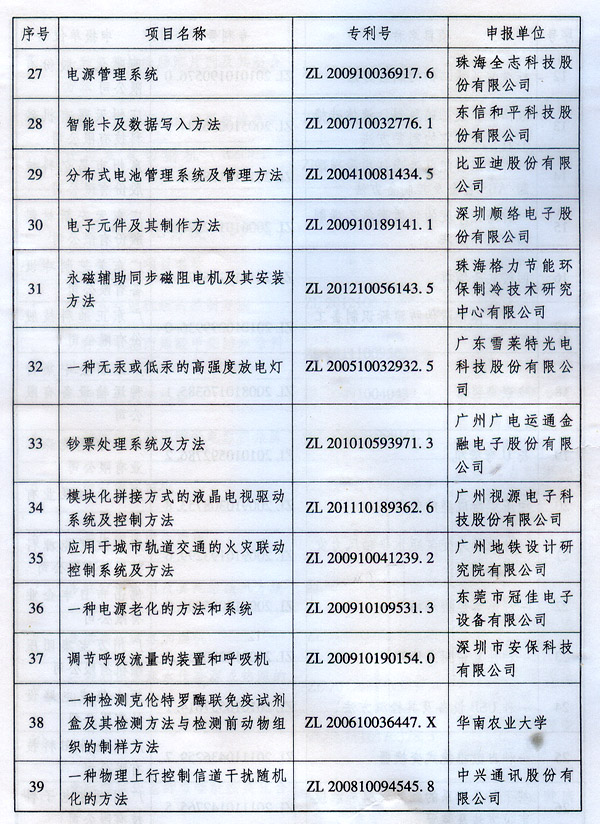 序号 项目名称 专利号 申报单位
27 电源管理系统 ZL 200910036917.6 珠海全志科技股
份有限公司
28 智能卡及数据写入方法 ZL 200710032776.1 东信和平科技股
份有限公司
29 分布式电池管理系统及管理方法 ZL 200410081434.5 比亚迪股份有限
公司
30 电子元件及其制作方法 ZL 200910189141.1 深圳顺络电子股
份有限公司
31 永磁辅助同步磁阻电机及其安装
方法 ZL 201210056143.5 珠海格力节能环
保制冷技术研究
中心有限公司
32 一种无汞或低汞的高强度放电灯 ZL 200510032932.5 广东雪莱特光电
科技股份有限公
司
33 钞票处理系统及方法 ZL 201010593971.3 广州广电运通金
融电子股份有限
公司
34 模块化拼接方式的液晶电视驱动
系统及控制方法 ZL 201110189362.6 广州视源电子科
技股份有限公司
35 应用于城市轨道交通的火灾联动
控制系统及方法 ZL 200910041239.2 广州地铁设计研
究院有限公司
36 一种电源老化的方法和系统 ZL 200910109531.3 东莞市冠佳电子
设备有限公司
37 调节呼吸流量的装置和呼吸机 ZL 200910190154.0 深圳市安保科技
有限公司
38 一种检测克伦特罗酶联免疫试剂
盒及其检测方法与检测前动物组
织的制样方法 ZL 200610036447.X 华南农业大学
39 一种物理上行控制信道干扰随机
化的方法 ZL 200810094545.8 中兴通讯股份有
限公司